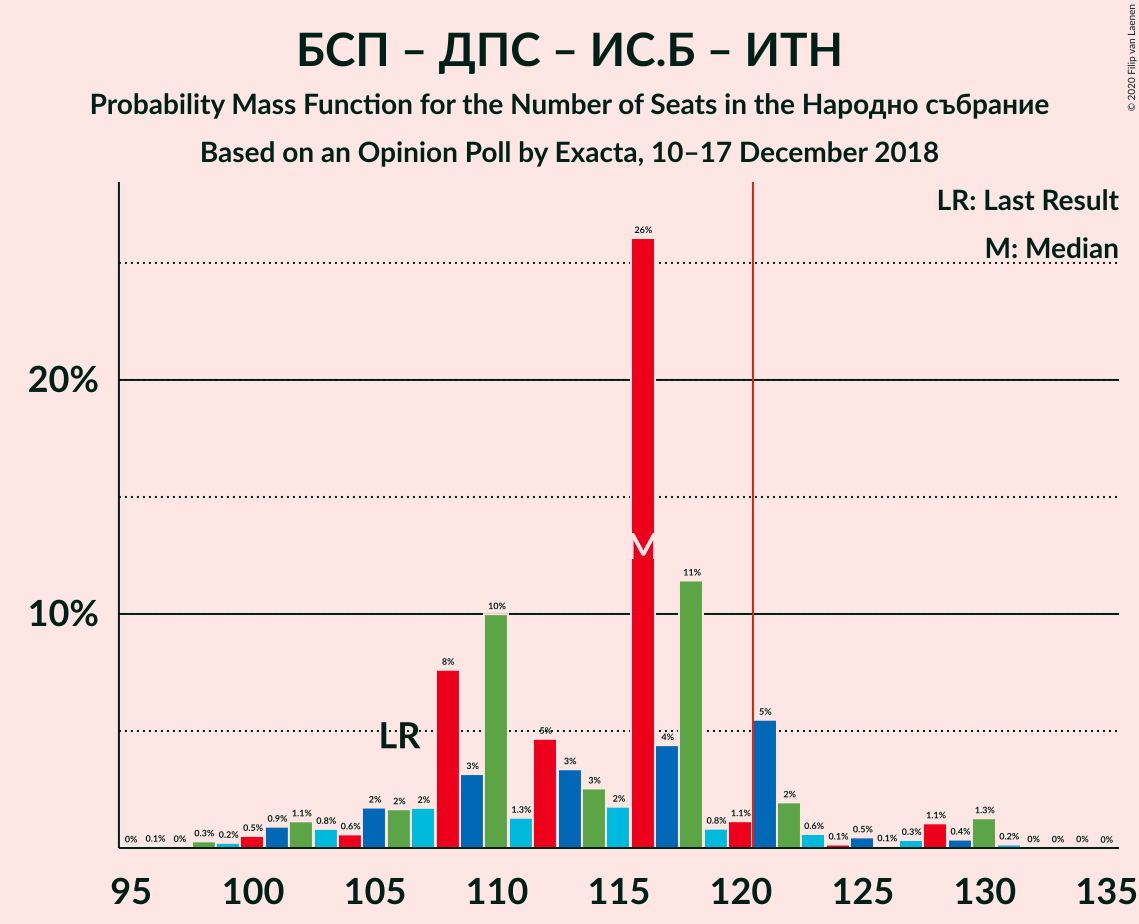 БСП – ДПС – ИС.Б – ИТН
Probability Mass Function for the Number of Seats in the Народно събрание
Based on an Opinion Poll by Exacta, 10–17 December 2018
© 2020 Filip van Laenen
LR: Last Result
M: Median
20%
10%
LR
M
0% 0.1% 0% 0.3% 0.2% 0.5% 0.9% 1.1% 0.8% 0.6% 2% 2% 2% 8% 3% 10% 1.3% 5% 3% 3% 2% 26% 4% 11% 0.8% 1.1% 5% 2% 0.6% 0.1% 0.5% 0.1% 0.3% 1.1% 0.4% 1.3% 0.2% 0% 0% 0% 0%
95 100 105 110 115 120 125 130 135